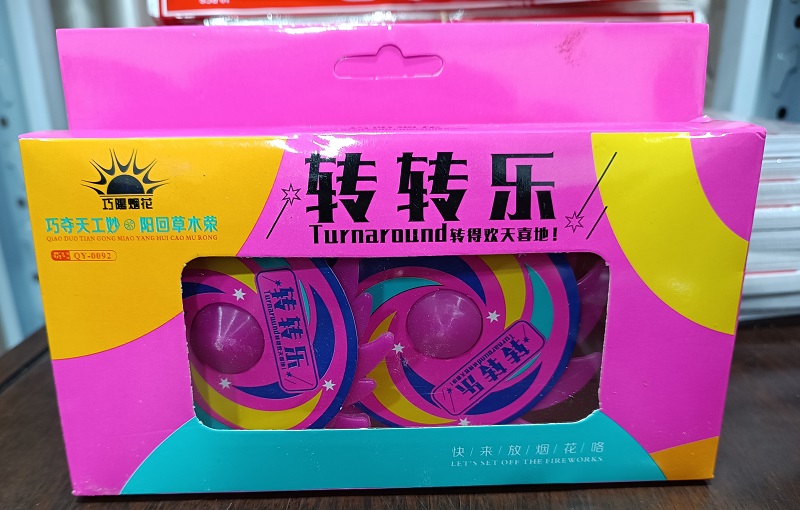 转转乐
Turnaround转得欢天喜地!
巧阳烟花
巧夺天工妙 阳回草木荣
QIAO DUO TIAN GONG MIAO YANG HUI CAO MU RONG
QY-0092
转转乐
转转乐
快/来/放/烟/花/咯
LET'S SET OFF THE FIREWORKS